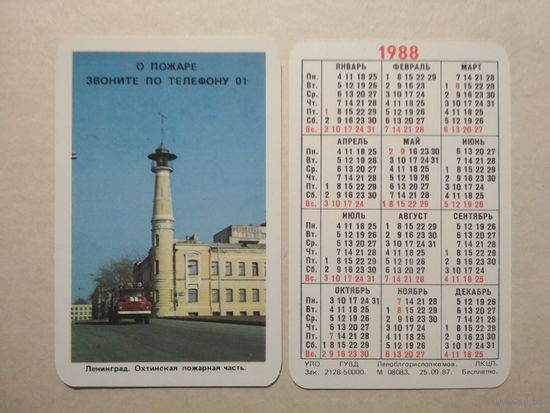 О ПОЖАРЕ
ЗВОНИТЕ ПО ТЕЛЕФОНУ 01
Ленинград. Охтинская пожарная часть.
1988
ЯНВАРЬ ФЕВРАЛЬ МАРТ
Пн. 4 11 18 25 1 8 15 22 29 7 14 21 28
Вт. 5 12 19 26 2 9 16 23 1 8 15 22 29
Ср. 6 13 20 27 3 10 17 24 2 9 16 23 30
Чт. 7 14 21 28 4 11 18 25 3 10 17 24 31
Пт. 1 8 15 22 29 5 12 19 26 4 11 18 25
Сб. 2 9 16 23 30 6 13 20 27 5 12 19 26
Вс. 3 10 17 24 31 7 14 21 28 6 13 20 27
АПРЕЛЬ МАЙ ИЮНЬ
Пн. 4 11 18 25 2 9 16 23 30 6 13 20 27
Вт. 5 12 19 26 3 10 17 24 31 7 14 21 28
Ср. 6 13 20 27 4 11 18 25 1 8 15 22 29
Чт. 7 14 21 28 5 12 19 26 2 9 16 23 30
Пт. 1 8 15 22 29 6 13 20 27 3 10 17 24
Сб. 2 9 16 23 30 7 14 21 28 4 11 18 25
Вс. 3 10 17 24 1 8 15 22 29 5 12 19 26
ИЮЛЬ АВГУСТ СЕНТЯБРЬ
Пн. 4 11 18 25 1 8 15 22 29 5 12 19 26
Вт. 5 12 19 26 2 9 16 23 30 6 13 20 27
Ср. 6 13 20 27 3 10 17 24 31 7 14 21 28
Чт. 7 14 21 28 4 11 18 25 1 8 15 22 29
Пт. 1 8 15 22 29 5 12 19 26 2 9 16 23 30
Сб. 2 9 16 23 30 6 13 20 27 3 10 17 24
Вс. 3 10 17 24 31 7 14 21 28 4 11 18 25
ОКТЯБРЬ НОЯБРЬ ДЕКАБРЬ
Пн. 3 10 17 24/31 7 14 21 28 5 12 19 26
Вт. 4 11 18 25 1 8 15 22 29 6 13 20 27
Ср. 5 12 19 26 2 9 16 23 30 7 14 21 28
Чт. 6 13 20 27 3 10 17 24 1 8 15 22 29
Пт. 7 14 21 28 4 11 18 25 2 9 16 23 30
Сб. 1 8 15 22 29 5 12 19 26 3 10 17 24 31
Вс. 2 9 16 23 30 6 13 20 27 4 11 18 25
УПО ГУВД Леноблгорисполкомов. ЛКЦП.
Зак. 2128-50000. М 08083. 25.09.87. Бесплатно.